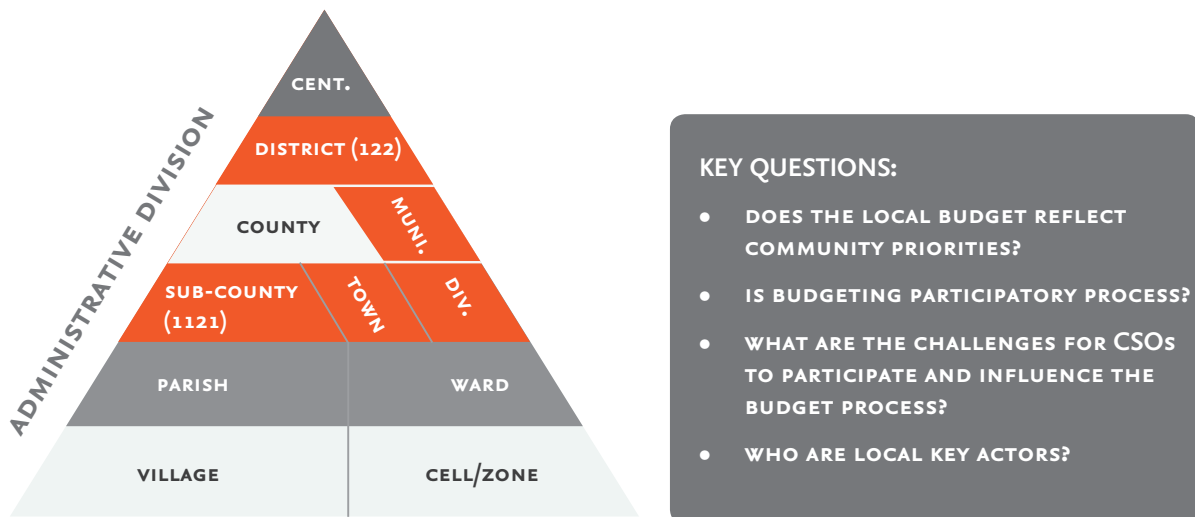 ADMINISTRATIVE DIVISION
CENT.
DISTRICT (122)
COUNTY
MUNI.
SUB-COUNTY
(1121)
TOWN
DIV.
PARISH
WARD
VILLAGE
CELL/ZONE
KEY QUESTIONS:
• DOES THE LOCAL BUDGET REFLECT
COMMUNITY PRIORITIES?
• IS BUDGETING PARTICIPATORY PROCESS?
• WHAT ARE THE CHALLENGES FOR CSOs
TO PARTICIPATE AND INFLUENCE THE
BUDGET PROCESS?
• WHO ARE LOCAL KEY ACTORS?